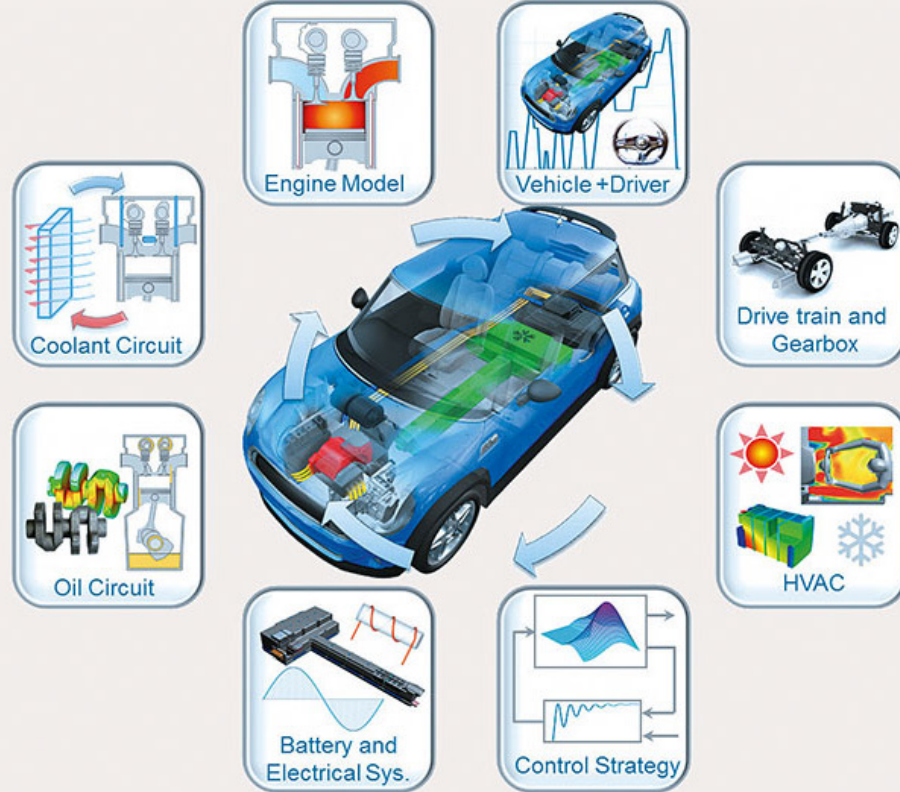 Engine Model
Vehicle +Driver
Coolant Circuit
Drive train and
Gearbox
Oil Circuit
HVAC
Battery and
Electrical Sys.
Control Strategy